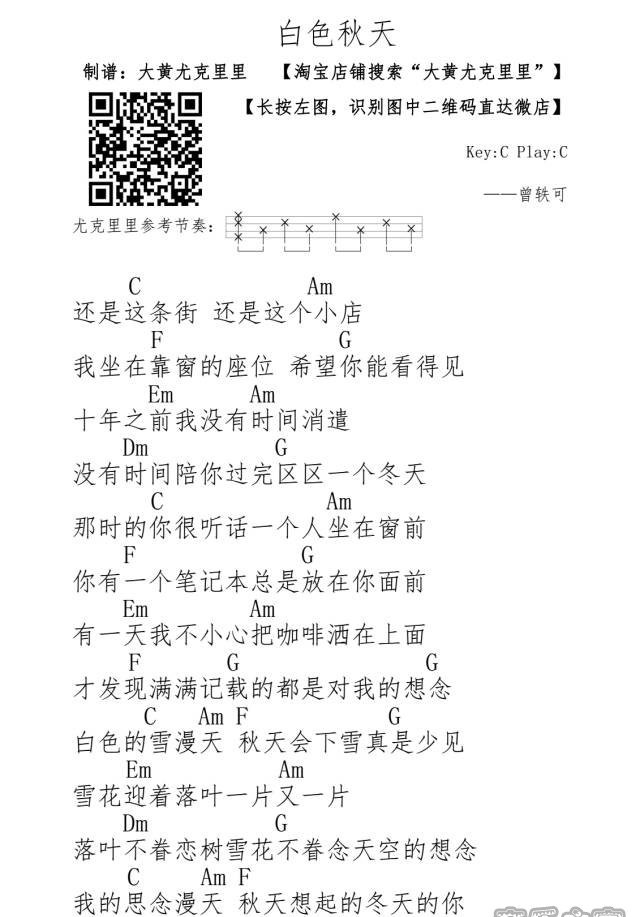 白色秋天
制谱：大黄尤克里里 【淘宝店铺搜索“大黄尤克里里”】
【长按左图，识别图中二维码直达微店】
Key:C Play:C
——曾轶可
尤克里里参考节奏：
C Am
还是这条街 还是这个小店
F G
我坐在靠窗的座位 希望你能看得见
Em Am
十年之前我没有时间消遣
Dm G
没有时间陪你过完区区一个冬天
C Am
那时的你很听话一个人坐在窗前
F G
你有一个笔记本总是放在你面前
Em Am
有一天我不小心把咖啡洒在上面
F G G
才发现满满记载的都是对我的想念
C Am F G
白色的雪漫天 秋天会下雪真是少见
Em Am
雪花迎着落叶一片又一片
Dm G
落叶不眷恋树雪花不眷念天空的想念
C Am F
我的思念漫天 秋天想起的冬天的你